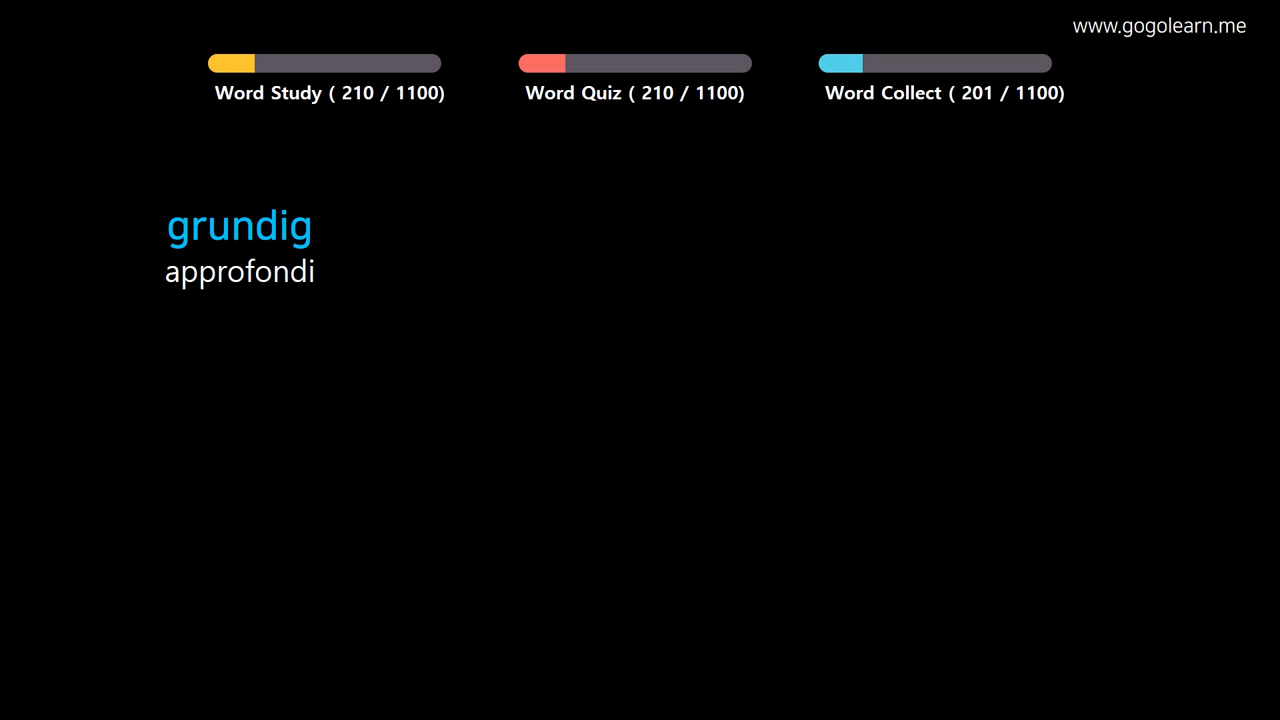 www.gogolearn.me
Word Study ( 210 / 1100)
Word Quiz ( 210 / 1100)
Word Collect ( 201 / 1100)
grundig
approfondi